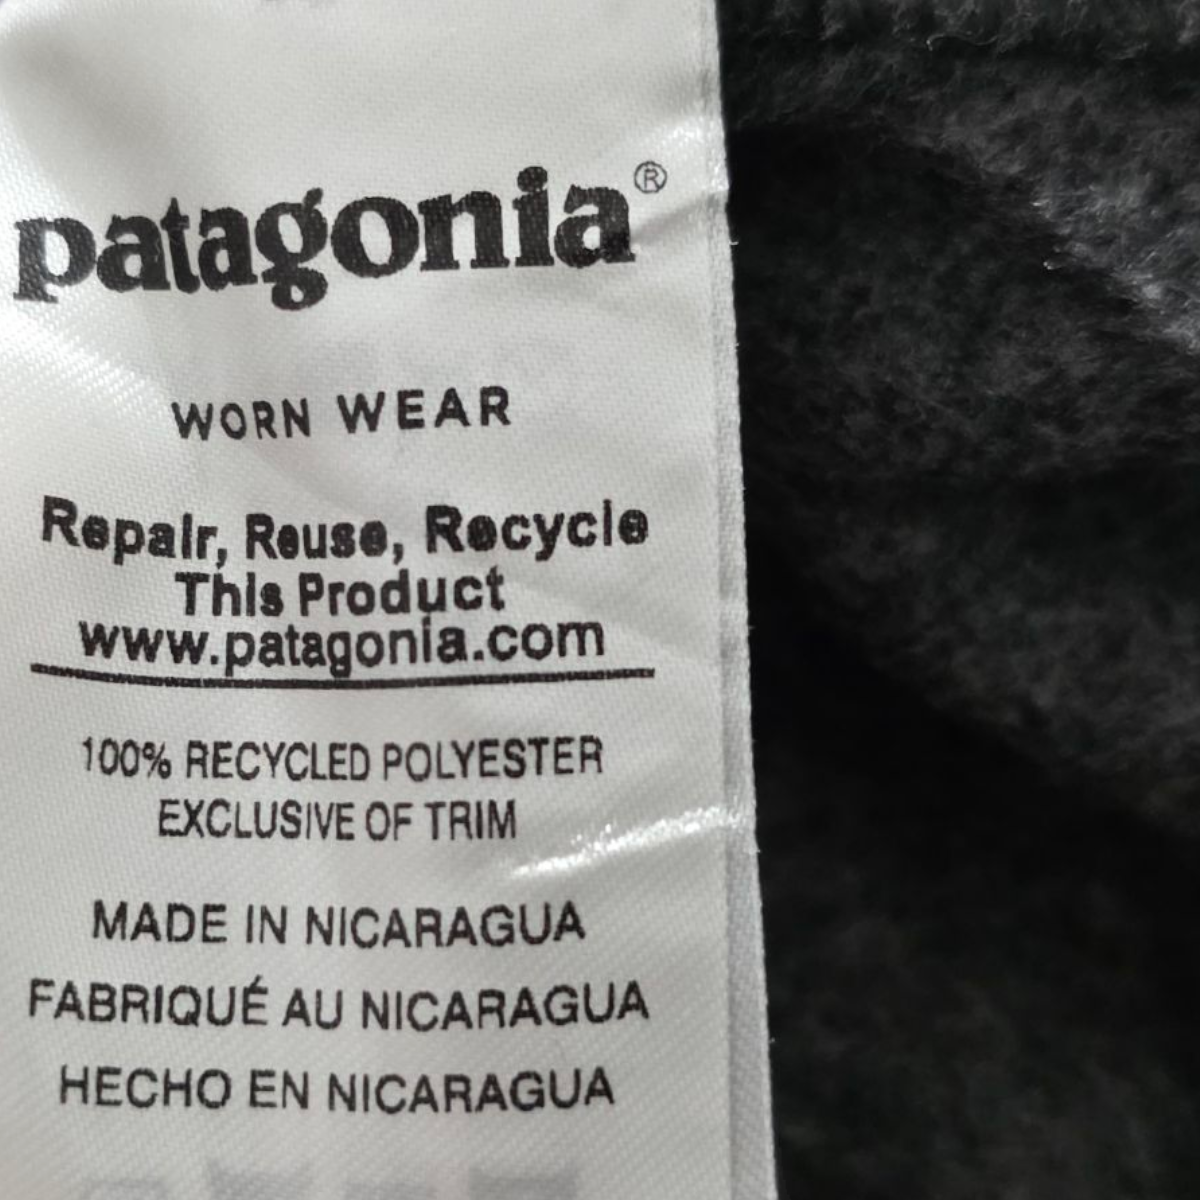 patagonia®
WORN WEAR
Repair, Reuse, Recycle
This Product
www.patagonia.com
100% RECYCLED POLYESTER
EXCLUSIVE OF TRIM
MADE IN NICARAGUA
FABRIQUÉ AU NICARAGUA
HECHO EN NICARAGUA